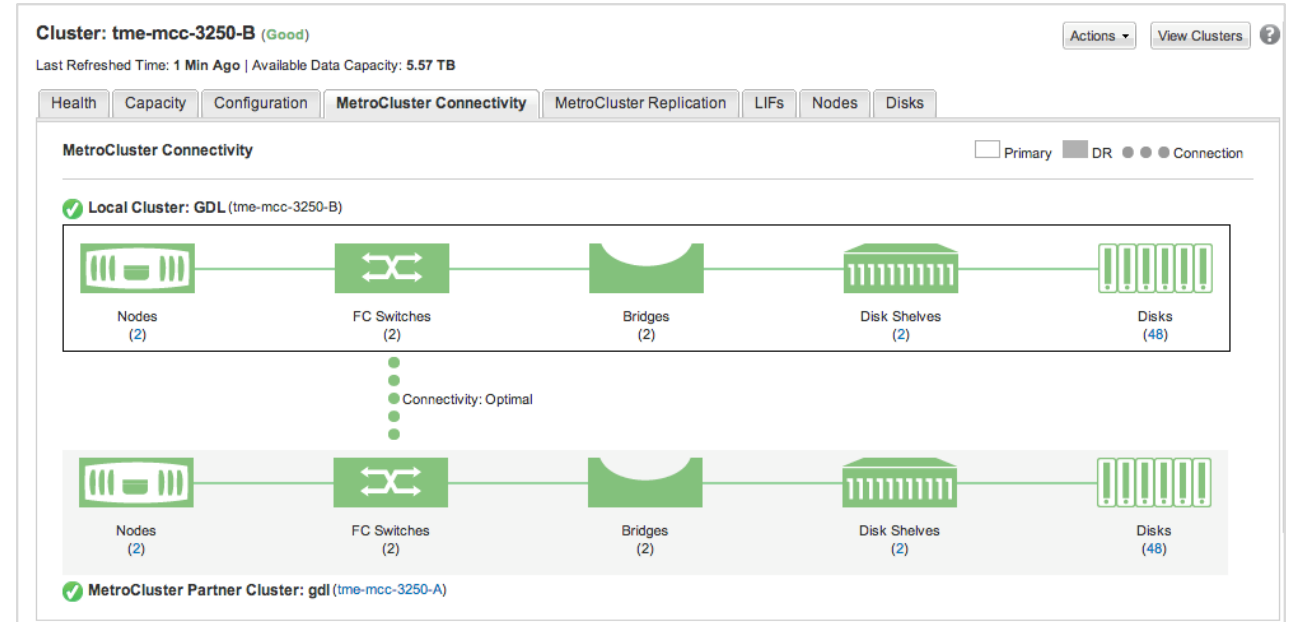 Cluster: tme-mcc-3250-B (Good)
Actions View Clusters ?
Last Refreshed Time: 1 Min Ago | Available Data Capacity: 5.57 TB
Health Capacity Configuration MetroCluster Connectivity MetroCluster Replication LIFs Nodes Disks
MetroCluster Connectivity
Primary DR Connection
Local Cluster: GDL (tme-mcc-3250-B)
Nodes FC Switches Bridges Disk Shelves Disks
(2) (2) (2) (2) (48)
Connectivity: Optimal
Nodes FC Switches Bridges Disk Shelves Disks
(2) (2) (2) (2) (48)
MetroCluster Partner Cluster: gdl (tme-mcc-3250-A)